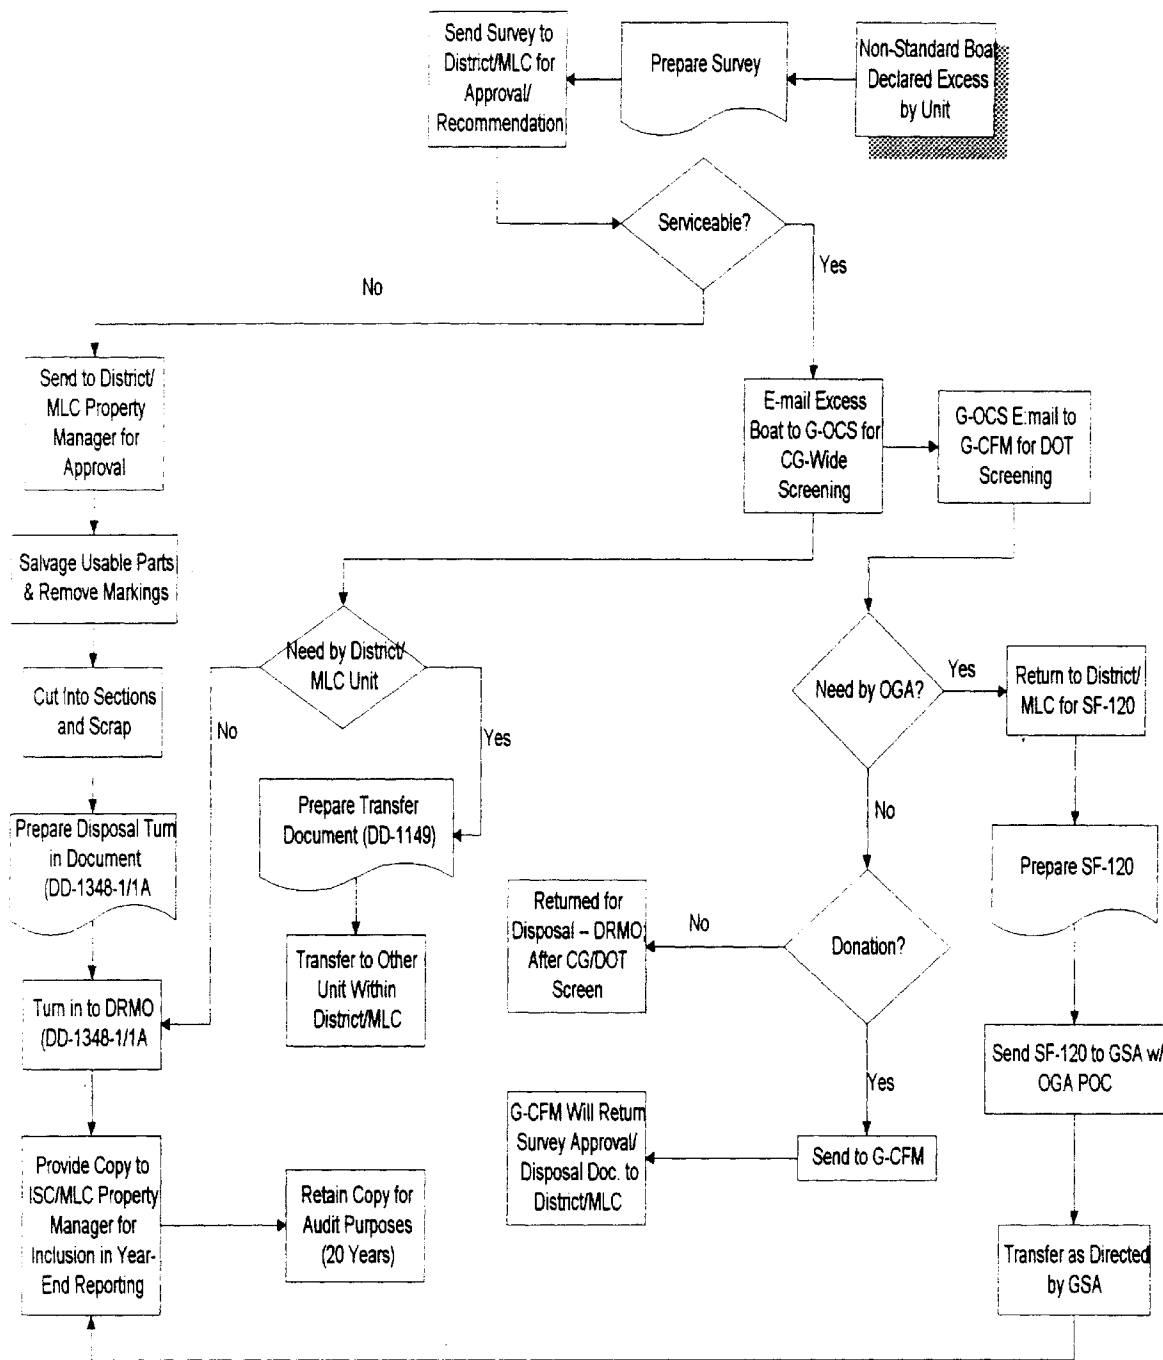 Send Survey to
District/MLC for
Approval/
Recommendation
Prepare Survey
Non-Standard Boat
Declared Excess
by Unit
Serviceable?
Yes
No
Send to District/
MLC Property
Manager for
Approval
E-mail Excess
Boat to G-OCS for
CG-Wide
Screening
G-OCS E:mail to
G-CFM for DOT
Screening
Salvage Usable Parts
& Remove Markings
Need by District/
MLC Unit
Need by OGA?
Yes
Return to District/
MLC for SF-120
Cut Into Sections
and Scrap
No
Yes
Prepare Transfer
Document (DD-1149)
No
Prepare Disposal Turn
in Document
(DD-1348-1/1A
Prepare SF-120
Returned for
Disposal – DRMO
After CG/DOT
Screen
No
Donation?
Transfer to Other
Unit Within
District/MLC
Turn in to DRMO
(DD-1348-1/1A
Send SF-120 to GSA w/
OGA POC
Yes
G-CFM Will Return
Survey Approval/
Disposal Doc. to
District/MLC
Send to G-CFM
Provide Copy to
ISC/MLC Property
Manager for
Inclusion in Year-
End Reporting
Retain Copy for
Audit Purposes
(20 Years)
Transfer as Directed
by GSA